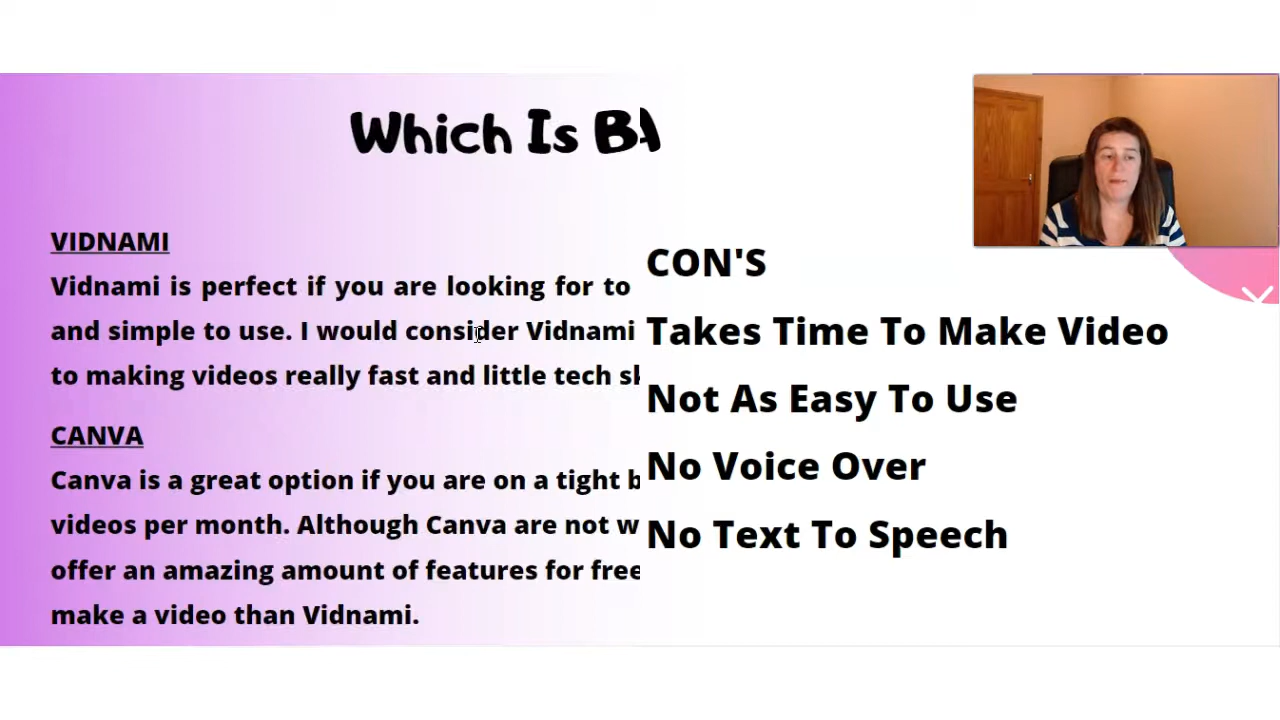 Which Is
VIDNAMI
Vidnami is perfect if you are looking for to
and simple to use. I would consider Vidnami
to making videos really fast and little tech
CANVA
Canva is a great option if you are on a tight
videos per month. Although Canva are not
offer an amazing amount of features for free
make a video than Vidnami.
CON'S
Takes Time To Make Video
Not As Easy To Use
No Voice Over
No Text To Speech